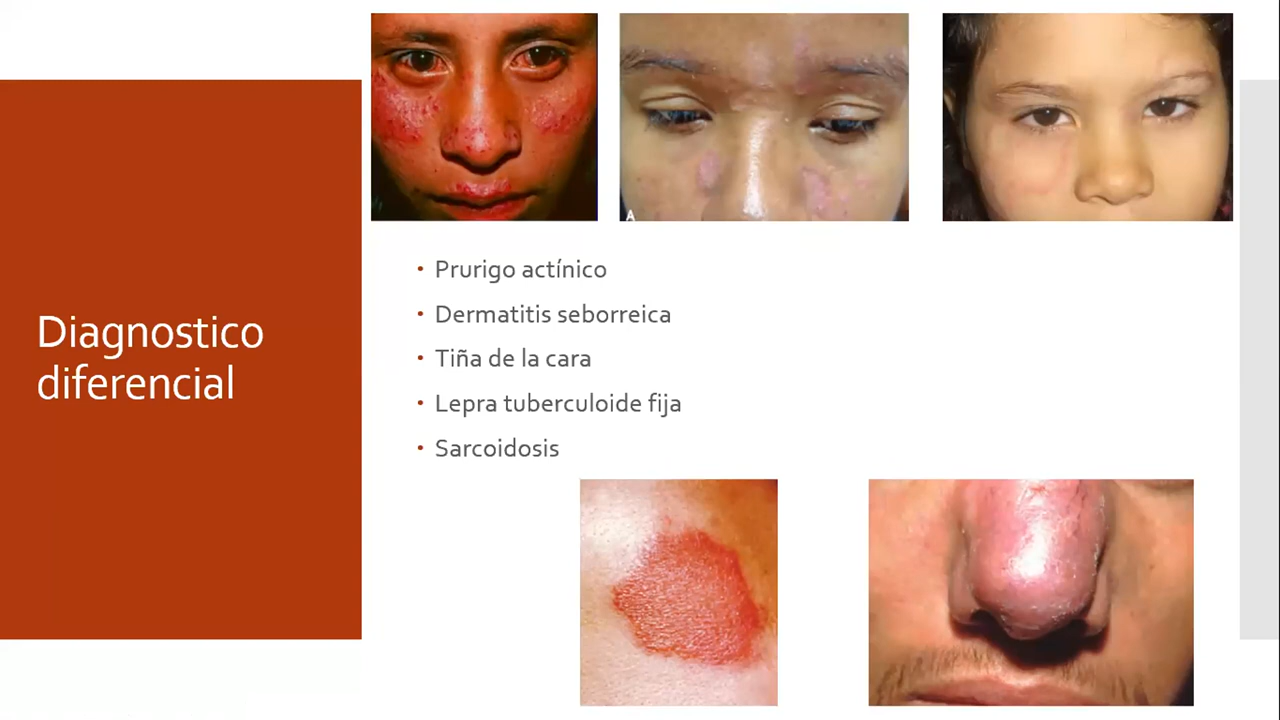 Diagnostico
diferencial
A
• Prurigo actínico
• Dermatitis seborreica
• Tiña de la cara
• Lepra tuberculoide fija
• Sarcoidosis